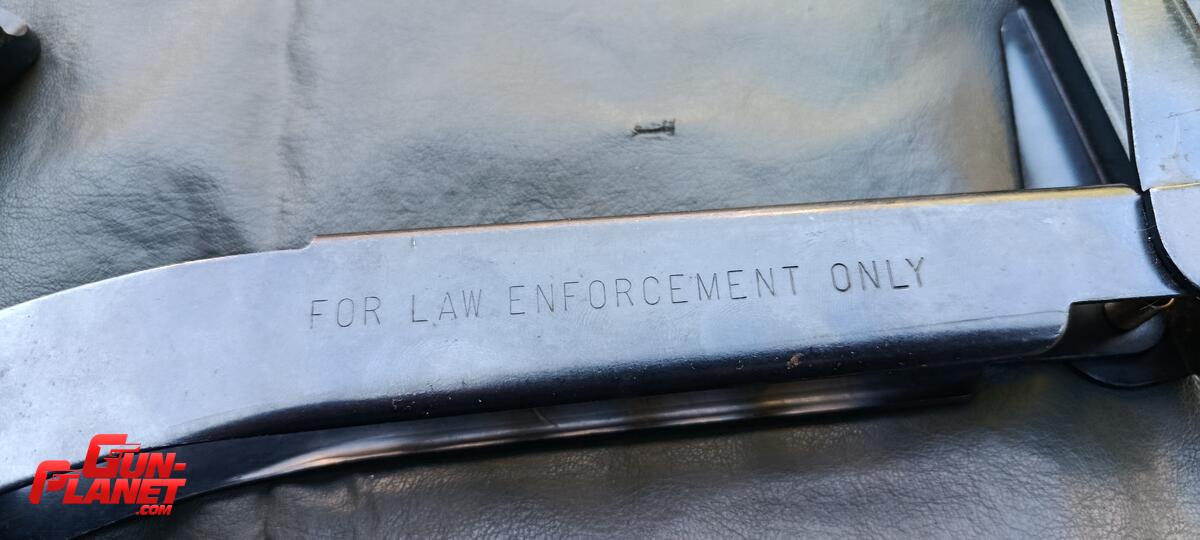 FOR LAW ENFORCEMENT ONLY
GUN-
PLANET
.COM